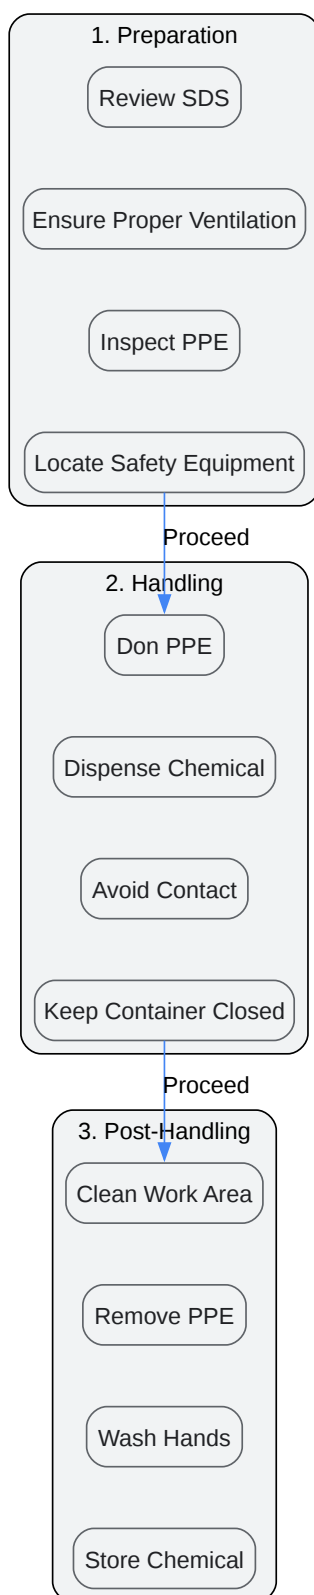 1. Preparation
Review SDS
Ensure Proper Ventilation
Inspect PPE
Locate Safety Equipment
Proceed
2. Handling
Don PPE
Dispense Chemical
Avoid Contact
Keep Container Closed
Proceed
3. Post-Handling
Clean Work Area
Remove PPE
Wash Hands
Store Chemical